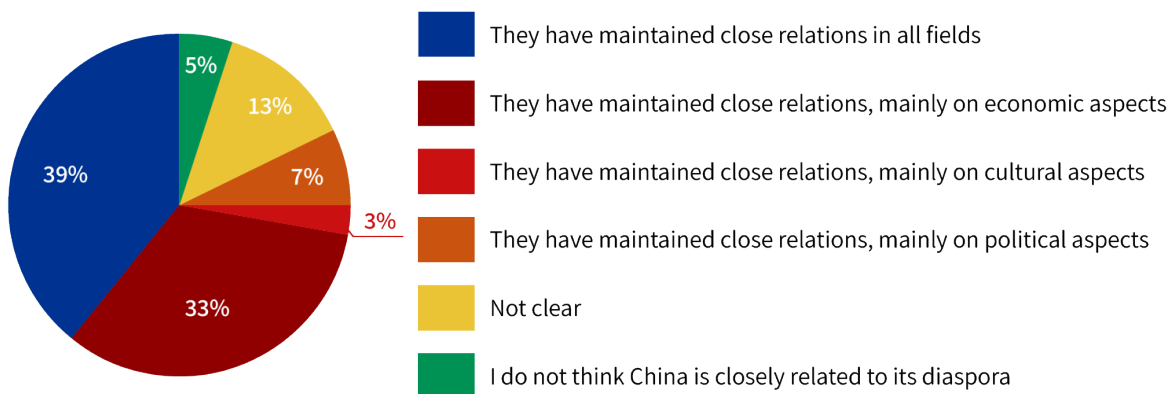 5%
13%
7%
3%
33%
39%
They have maintained close relations in all fields
They have maintained close relations, mainly on economic aspects
They have maintained close relations, mainly on cultural aspects
They have maintained close relations, mainly on political aspects
Not clear
I do not think China is closely related to its diaspora